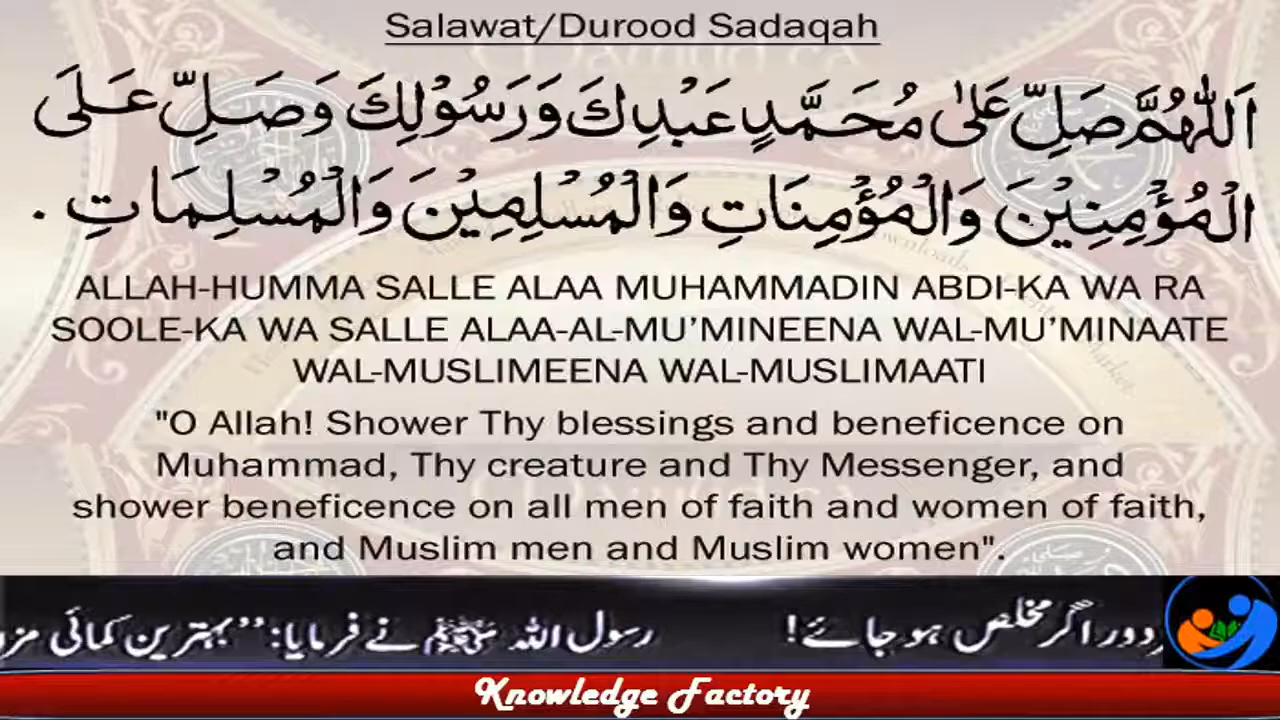 Salawat/Durood Sadaqah
اَللّٰهُمَّ صَلِّ عَلٰی مُحَمَّدٍ عَبْدِكَ وَرَسُوْلِكَ وَصَلِّ عَلَی
الْمُؤْمِنِيْنَ وَالْمُؤْمِنَاتِ وَالْمُسْلِمِيْنَ وَالْمُسْلِمَاتِ .
ALLAH-HUMMA SALLE ALAA MUHAMMADIN ABDI-KA WA RA
SOOLE-KA WA SALLE ALAA-AL-MU’MINEENA WAL-MU’MINAATE
WAL-MUSLIMEENA WAL-MUSLIMAATI
"O Allah! Shower Thy blessings and beneficence on
Muhammad, Thy creature and Thy Messenger, and
shower beneficence on all men of faith and women of faith,
and Muslim men and Muslim women".
دور اگر مخلص ہو جائے! رسول اللہ ﷺ نے فرمایا: ’’بہترین کمائی
Knowledge Factory